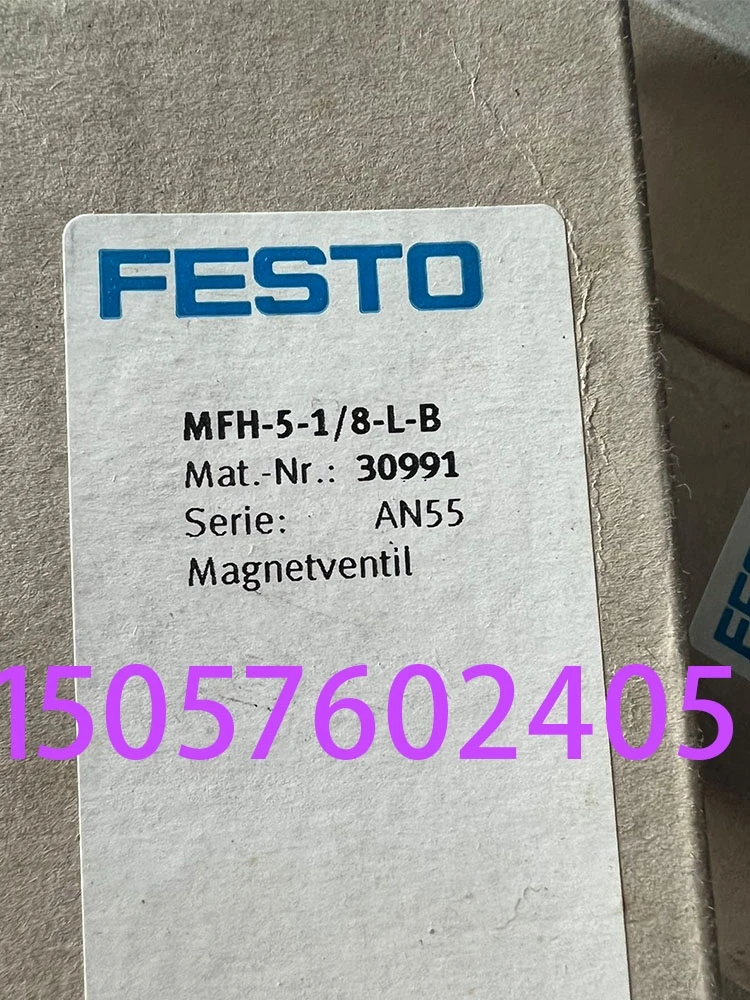 FESTO
MFH-5-1/8-L-B
Mat.-Nr.: 30991
Serie: AN55
Magnetventil
15057602405